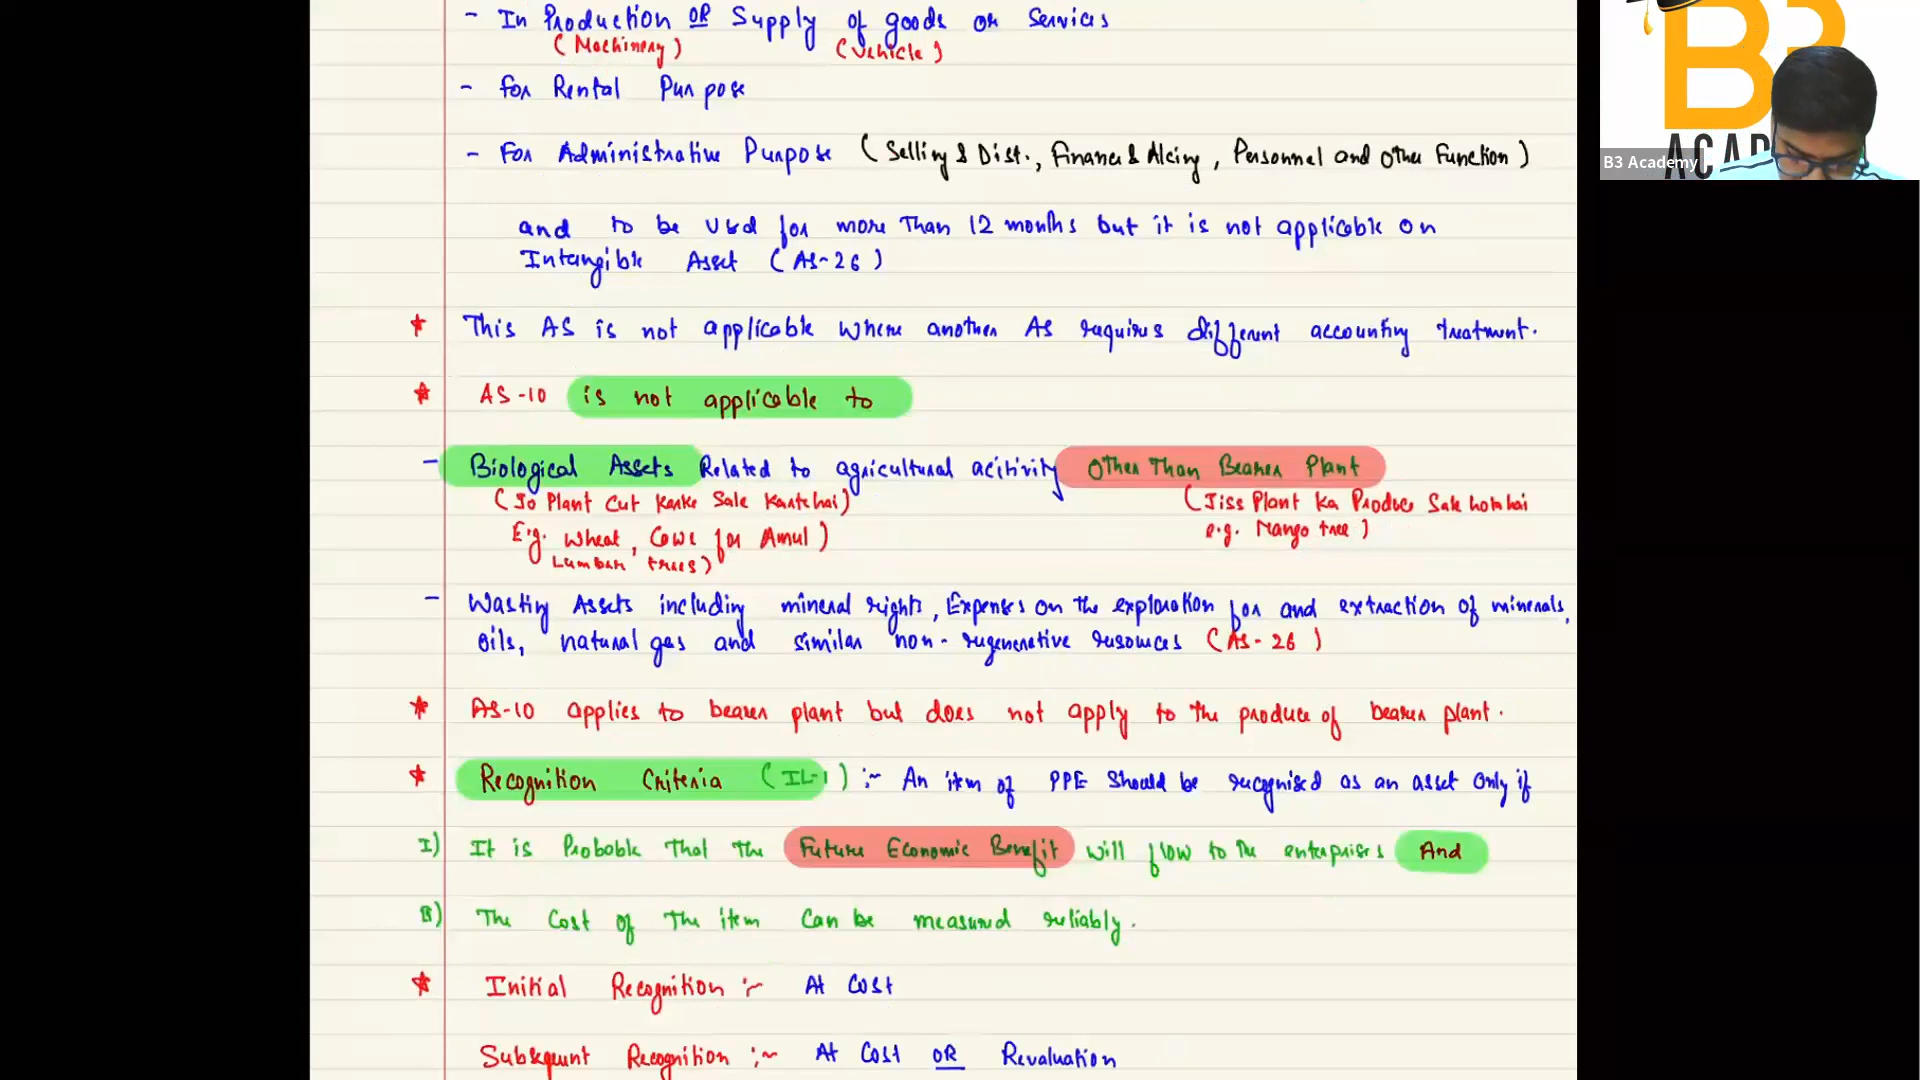 - In Production OR Supply of goods or Services
(Machinery) (Vehicle)
- For Rental Purpose
- For Administrative Purpose (Selling & Dist., Finance & Alcing, Personnel and Other Function)
and to be used for more Than 12 months but it is not applicable on
Intangible Asset (AS-26)
* This AS is not applicable where another AS requires different accounting treatment.
* AS-10 is not applicable to
- Biological Assets Related to agricultural acitivity Other Than Bearer Plant
(Jo Plant Cut Karke Sale Kartehai) (Jiss Plant Ka Produce Sale hota hai
E.g. Wheat, Cows for Amul) e.g. Mango tree)
Lumbar trees)
- Wasting Assets including mineral rights, Expenses on the exploration for and extraction of minerals,
oils, natural gas and similar non-regenerative resources (AS-26)
* AS-10 applies to bearer plant but does not apply to the produce of bearer plant.
* Recognition Criteria (IL-1) :- An item of PPE Should be recognised as an asset Only if
I) It is Probable That the Future Economic Benefit will flow to the enterprises And
II) The Cost of The item Can be measured reliably.
* Initial Recognition :- At Cost
Subsequent Recognition :- At Cost OR Revaluation
B3
ACAD
B3 Academy